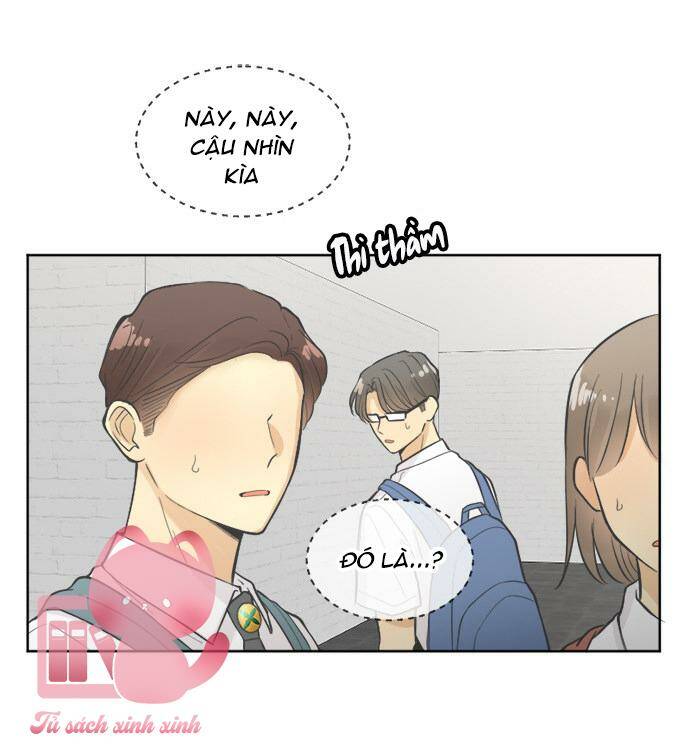 NÀY, NÀY,
CẬU NHÌN
KÌA
Thì thầm
ĐÓ LÀ...?
Tủ sách xinh xinh